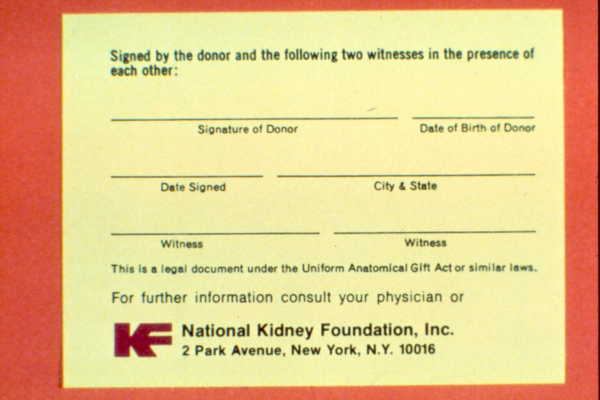 Signed by the donor and the following two witnesses in the presence of
each other:
Signature of Donor Date of Birth of Donor
Date Signed City & State
Witness Witness
This is a legal document under the Uniform Anatomical Gift Act or similar laws.
For further information consult your physician or
KF National Kidney Foundation, Inc.
2 Park Avenue, New York, N.Y. 10016